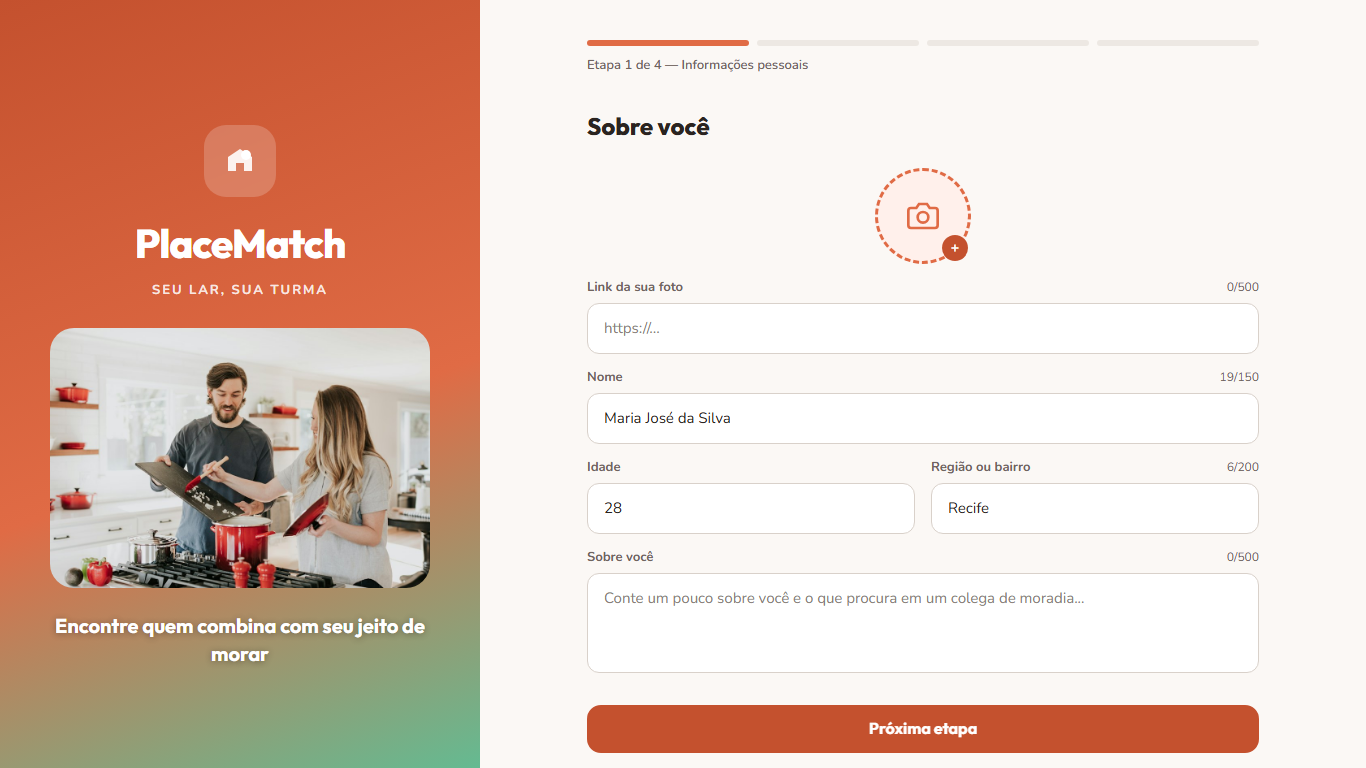 PlaceMatch
SEU LAR, SUA TURMA
Encontre quem combina com seu jeito de
morar
Etapa 1 de 4 — Informações pessoais
Sobre você
+
Link da sua foto 0/500
https://...
Nome 19/150
Maria José da Silva
Idade Região ou bairro 6/200
28 Recife
Sobre você 0/500
Conte um pouco sobre você e o que procura em um colega de moradia...
Próxima etapa